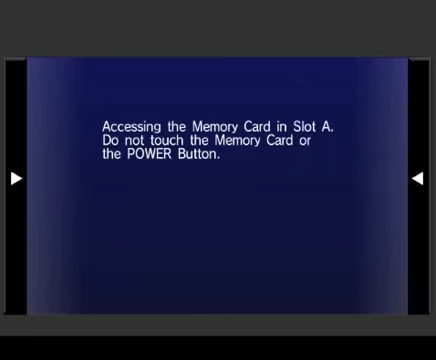 Accessing the Memory Card in Slot A.
Do not touch the Memory Card or
the POWER Button.